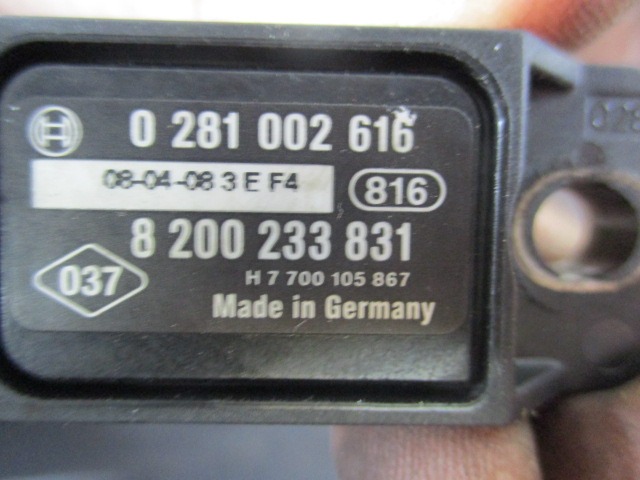 0 281 002 616
08-04-08 3 E F4
816
8 200 233 831
037
H 7 700 105 867
Made in Germany